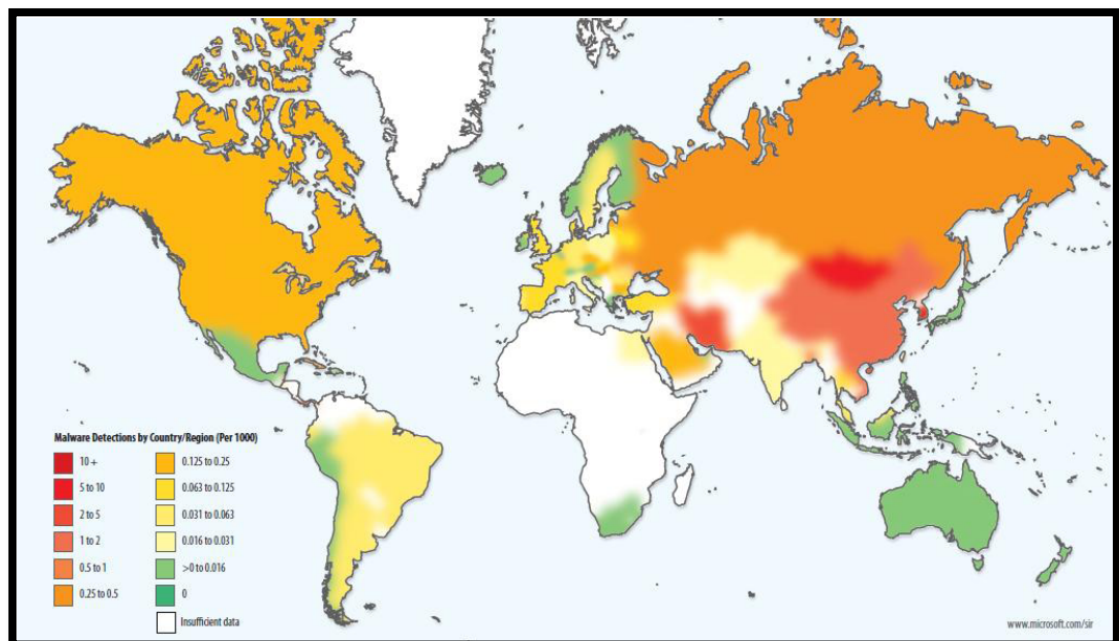 Malware Detections by Country/Region (Per 1000)
10 +
5 to 10
2 to 5
1 to 2
0.5 to 1
0.25 to 0.5
0.125 to 0.25
0.063 to 0.125
0.031 to 0.063
0.016 to 0.031
>0 to 0.016
0
Insufficient data
www.microsoft.com/sir